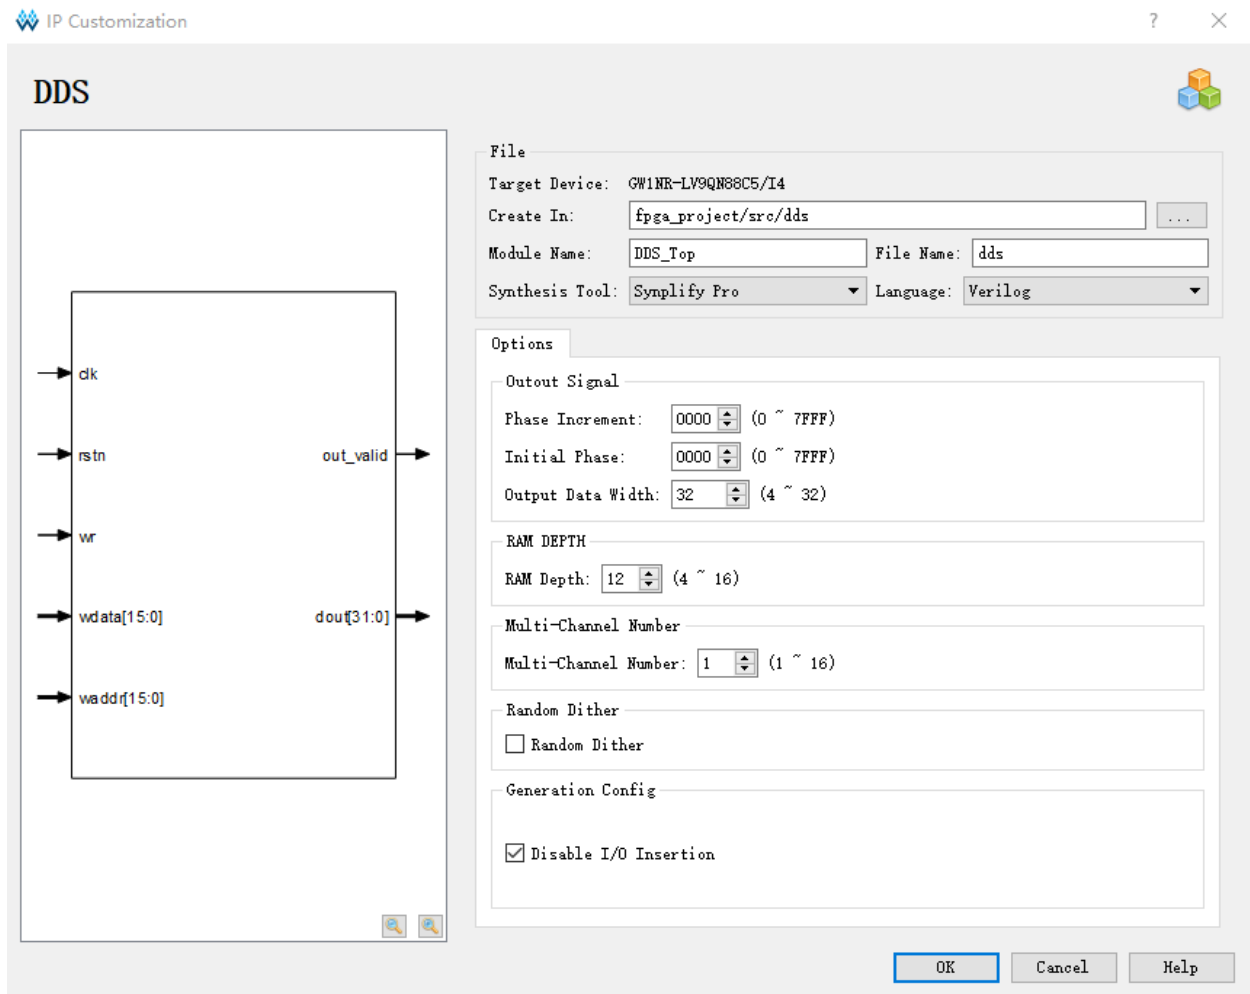 IP Customization
DDS
clk
rstn
out_valid
wr
wdata[15:0]
dout[31:0]
waddr[15:0]
File
Target Device: GW1NR-LV9QN88C5/I4
Create In: fpga_project/src/dds ...
Module Name: DDS_Top File Name: dds
Synthesis Tool: Synplify Pro Language: Verilog
Options
Outout Signal
Phase Increment: 0000 (0 ~ 7FFF)
Initial Phase: 0000 (0 ~ 7FFF)
Output Data Width: 32 (4 ~ 32)
RAM DEPTH
RAM Depth: 12 (4 ~ 16)
Multi-Channel Number
Multi-Channel Number: 1 (1 ~ 16)
Random Dither
Random Dither
Generation Config
Disable I/O Insertion
OK Cancel Help